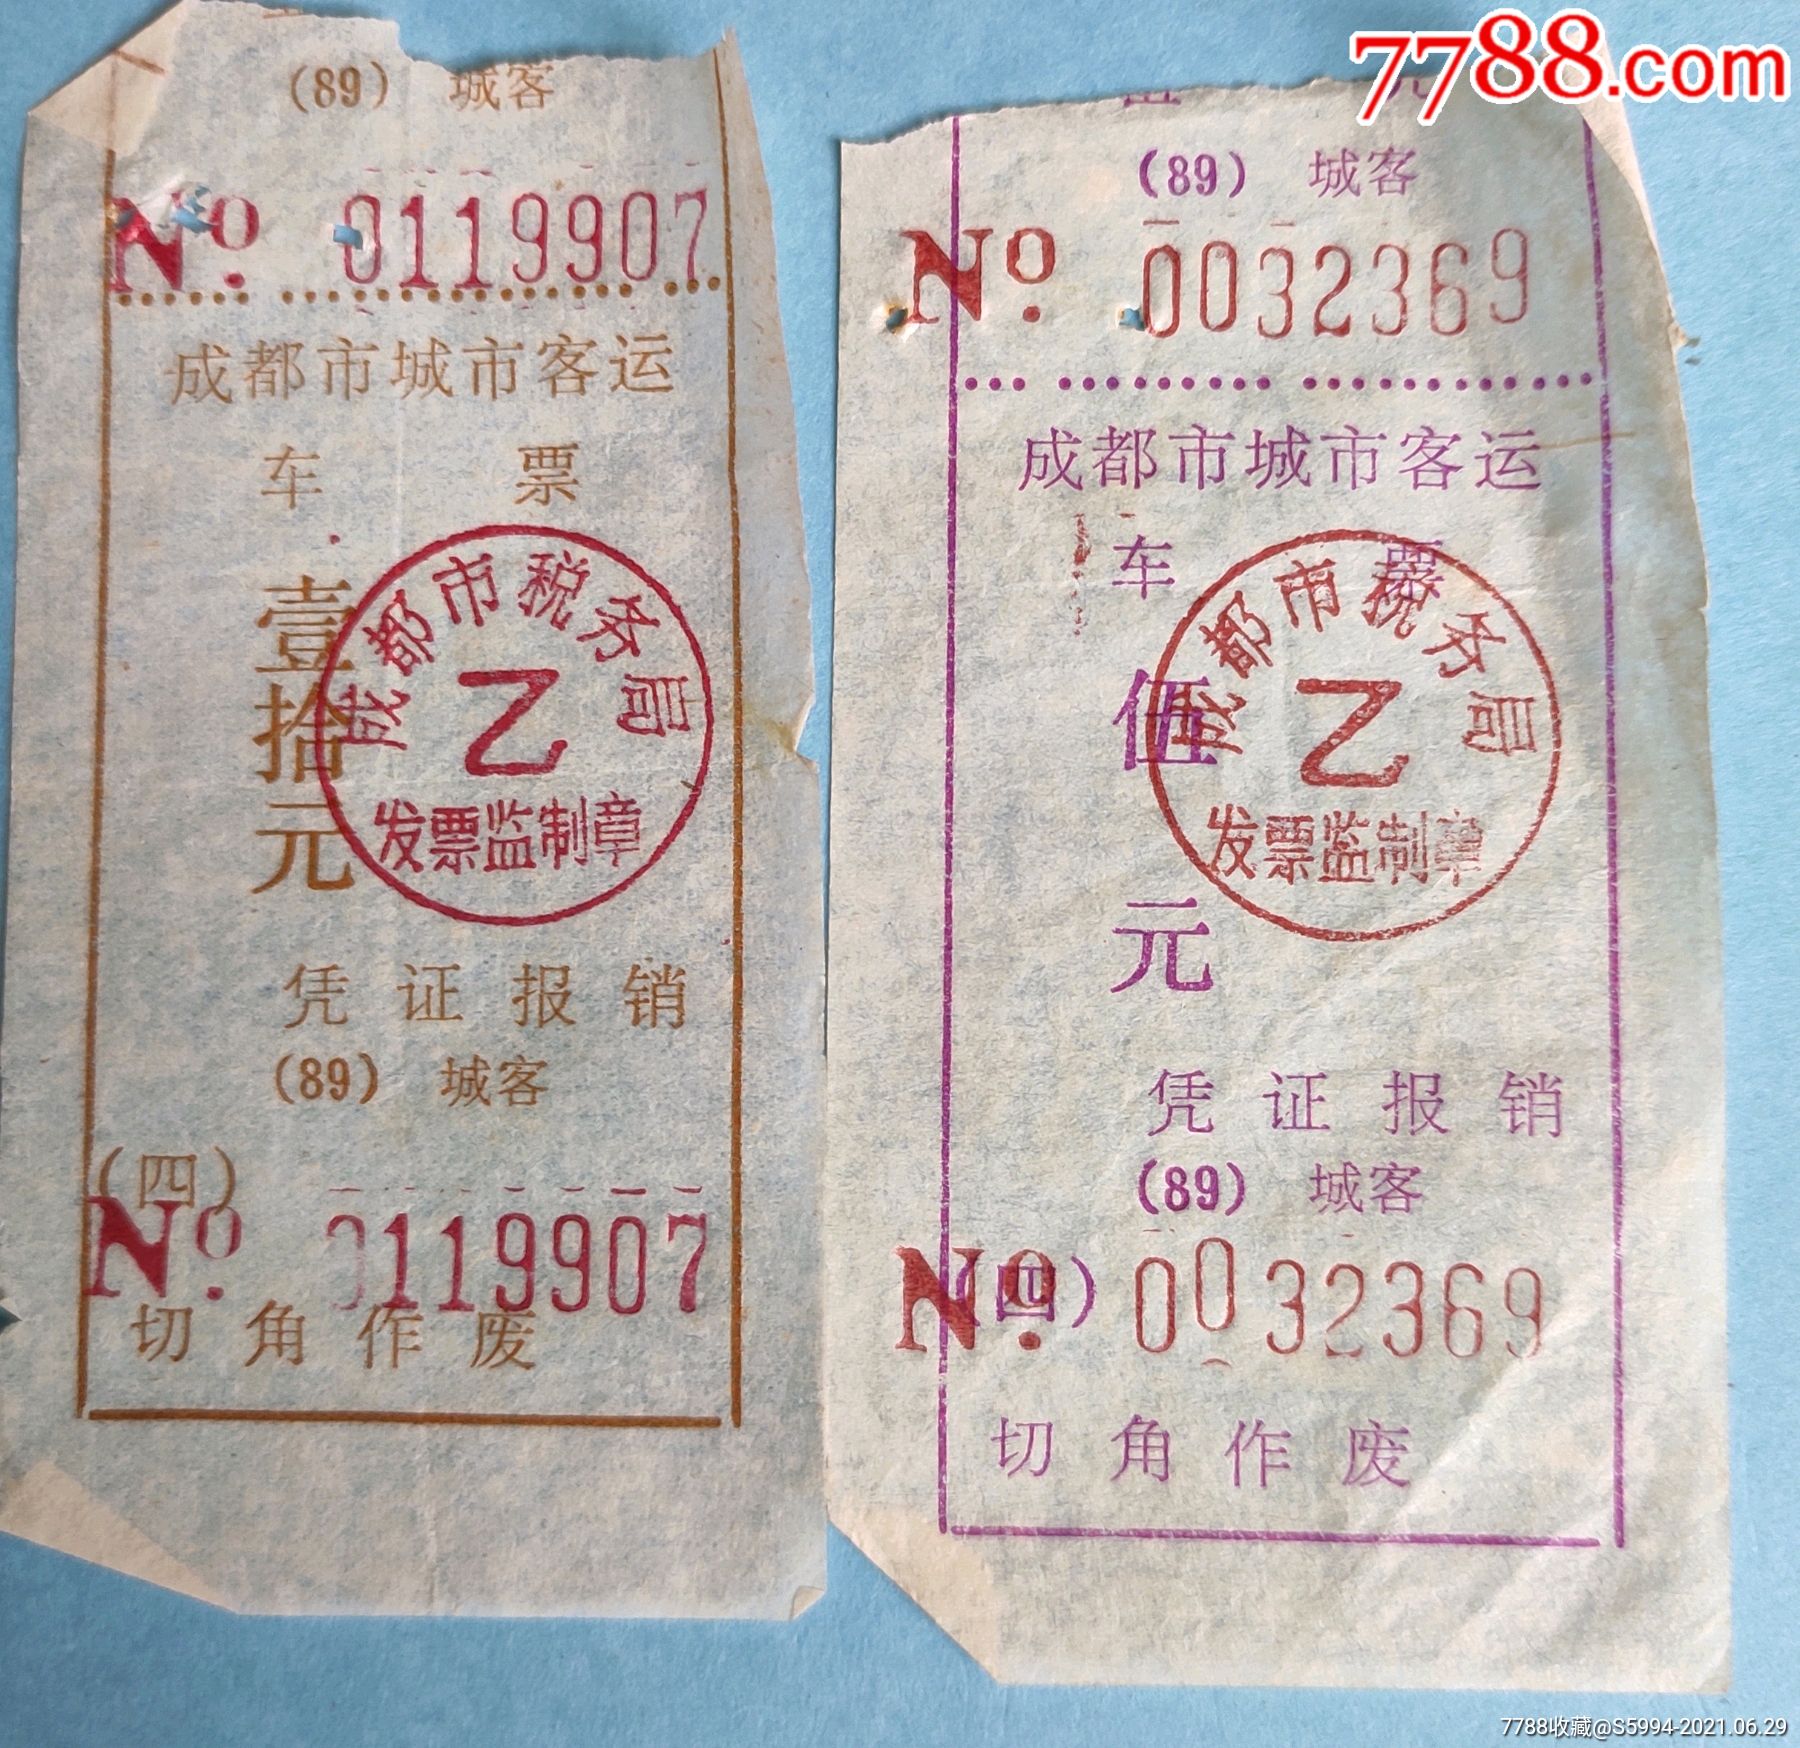 7788.com
(89) 城客
No. 0119907
成都市城市客运
车 票
壹拾元
成都市税务局
乙
发票监制章
凭证报销
(89) 城客
(四)
No. 0119907
切角作废
(89) 城客
No. 0032369
成都市城市客运
车 票
伍元
成都市税务局
乙
发票监制章
凭证报销
(89) 城客
(四)
No. 0032369
切角作废
7788收藏@S5994-2021.06.29